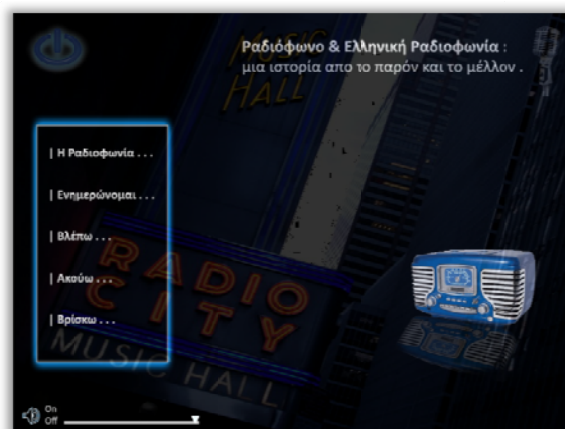 Ραδιόφωνο & Ελληνική Ραδιοφωνία :
μια ιστορία απο το παρόν και το μέλλον .
MUSIC
HALL
| Η Ραδιοφωνία . . .
| Ενημερώνομαι . . .
| Βλέπω . . .
| Ακούω . . .
| Βρίσκω . . .
RADIO
CITY
MUSIC HALL
On
Off